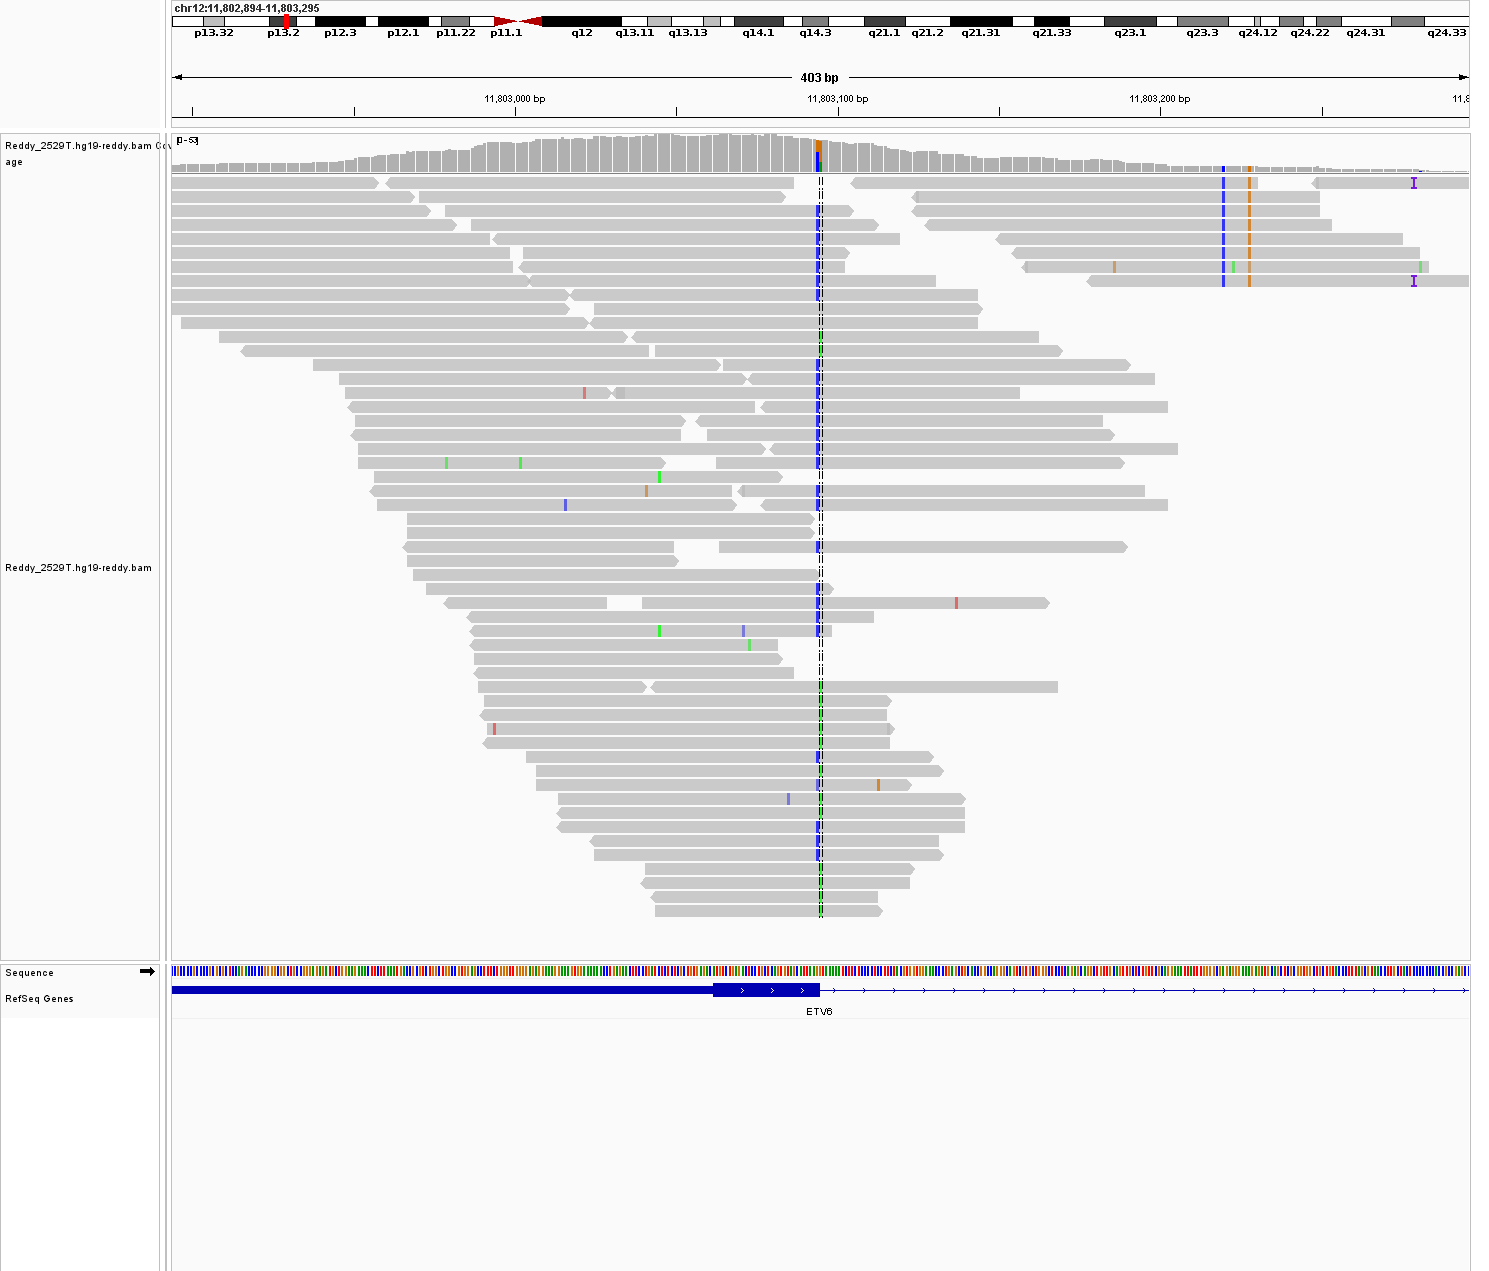 chr12:11,802,894-11,803,295
p13.32 p13.2 p12.3 p12.1 p11.22 p11.1 q12 q13.11 q13.13 q14.1 q14.3 q21.1 q21.2 q21.31 q21.33 q23.1 q23.3 q24.12 q24.22 q24.31 q24.33
403 bp
11,803,000 bp 11,803,100 bp 11,803,200 bp 11,8
Reddy_2529T.hg19-reddy.bam Cov
age
[0-53]
Reddy_2529T.hg19-reddy.bam
Sequence
RefSeq Genes
ETV6